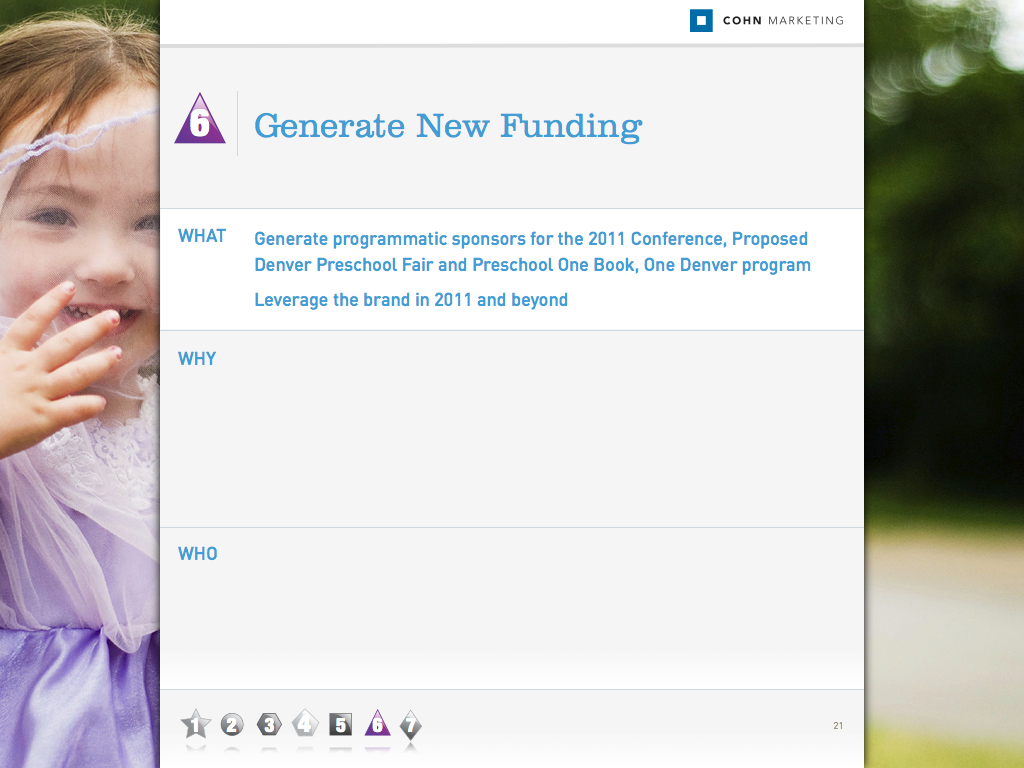 COHN MARKETING
6
Generate New Funding
WHAT
Generate programmatic sponsors for the 2011 Conference, Proposed
Denver Preschool Fair and Preschool One Book, One Denver program
Leverage the brand in 2011 and beyond
WHY
WHO
1 2 3 4 5 6 7
21